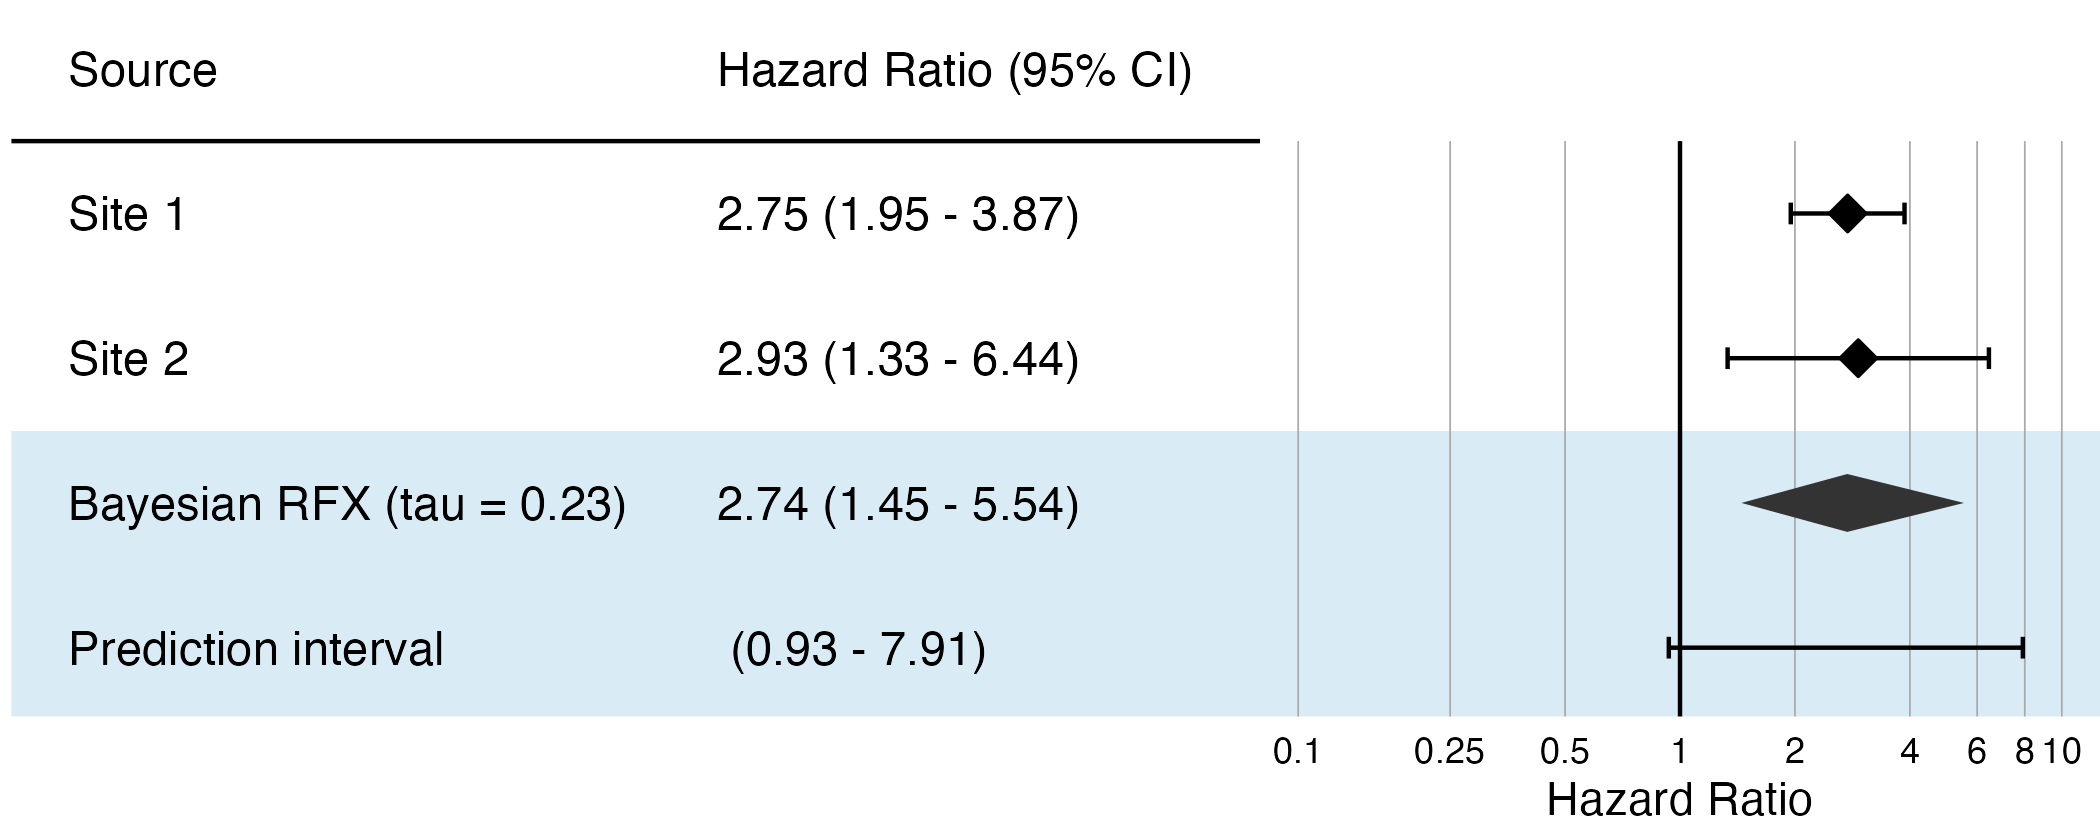 Source Hazard Ratio (95% CI)
Site 1 2.75 (1.95 - 3.87)
Site 2 2.93 (1.33 - 6.44)
Bayesian RFX (tau = 0.23) 2.74 (1.45 - 5.54)
Prediction interval (0.93 - 7.91)
0.1 0.25 0.5 1 2 4 6 8 10
Hazard Ratio